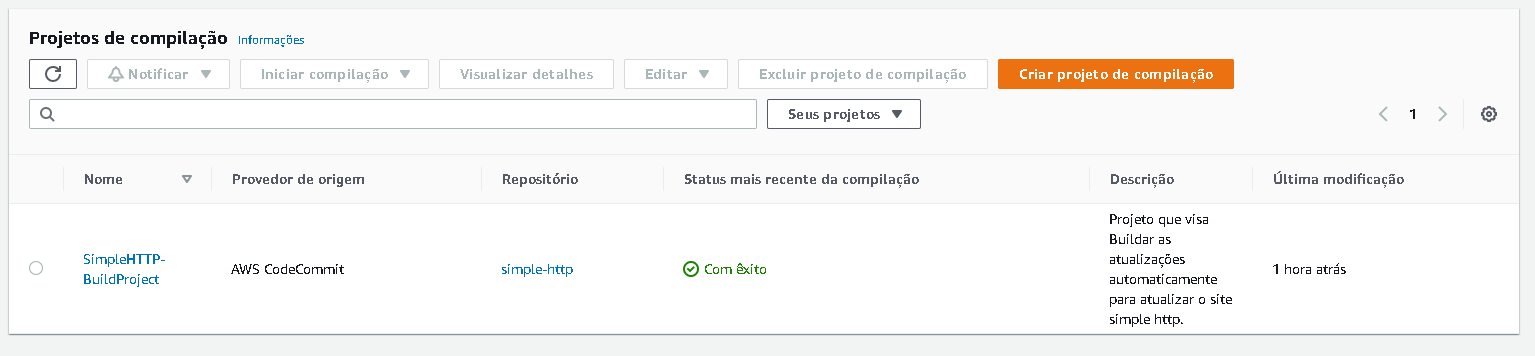 Projetos de compilação Informações
Notificar Iniciar compilação Visualizar detalhes Editar Excluir projeto de compilação Criar projeto de compilação
Seus projetos 1
Nome Provedor de origem Repositório Status mais recente da compilação Descrição Última modificação
SimpleHTTP-
BuildProject
AWS CodeCommit
simple-http
Com êxito
Projeto que visa
Buildar as
atualizações
automaticamente
para atualizar o site
simple http.
1 hora atrás